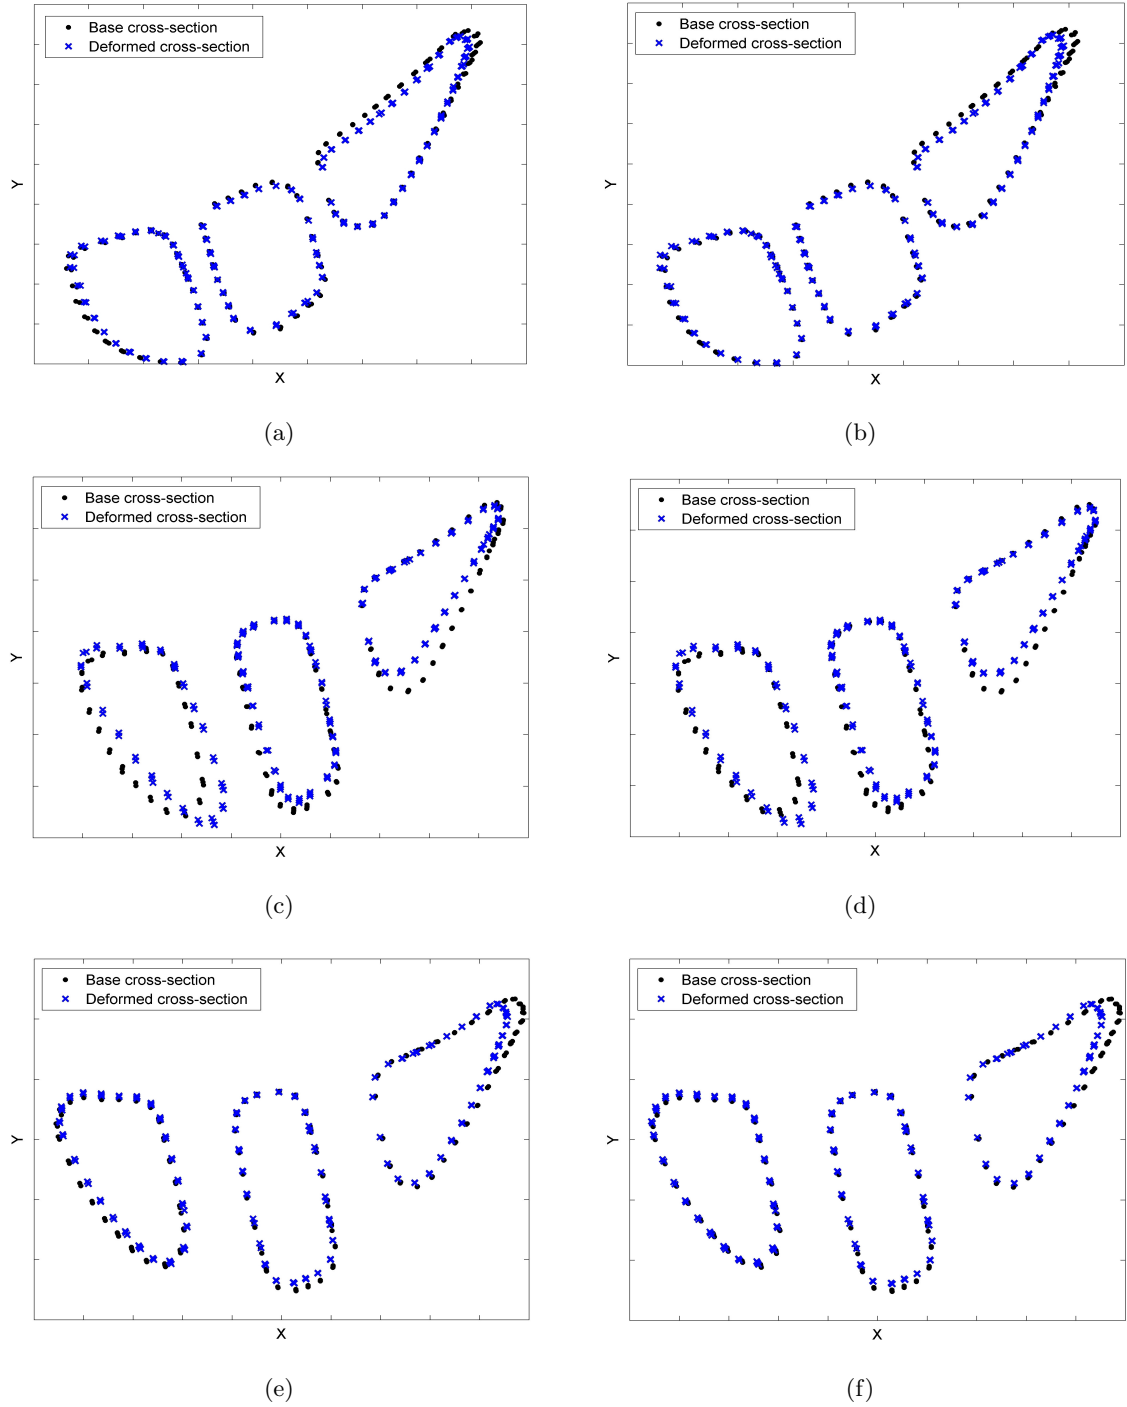 Base cross-section
Deformed cross-section
Y
X
(a)
Base cross-section
Deformed cross-section
Y
X
(b)
Base cross-section
Deformed cross-section
Y
X
(c)
Base cross-section
Deformed cross-section
Y
X
(d)
Base cross-section
Deformed cross-section
Y
X
(e)
Base cross-section
Deformed cross-section
Y
X
(f)